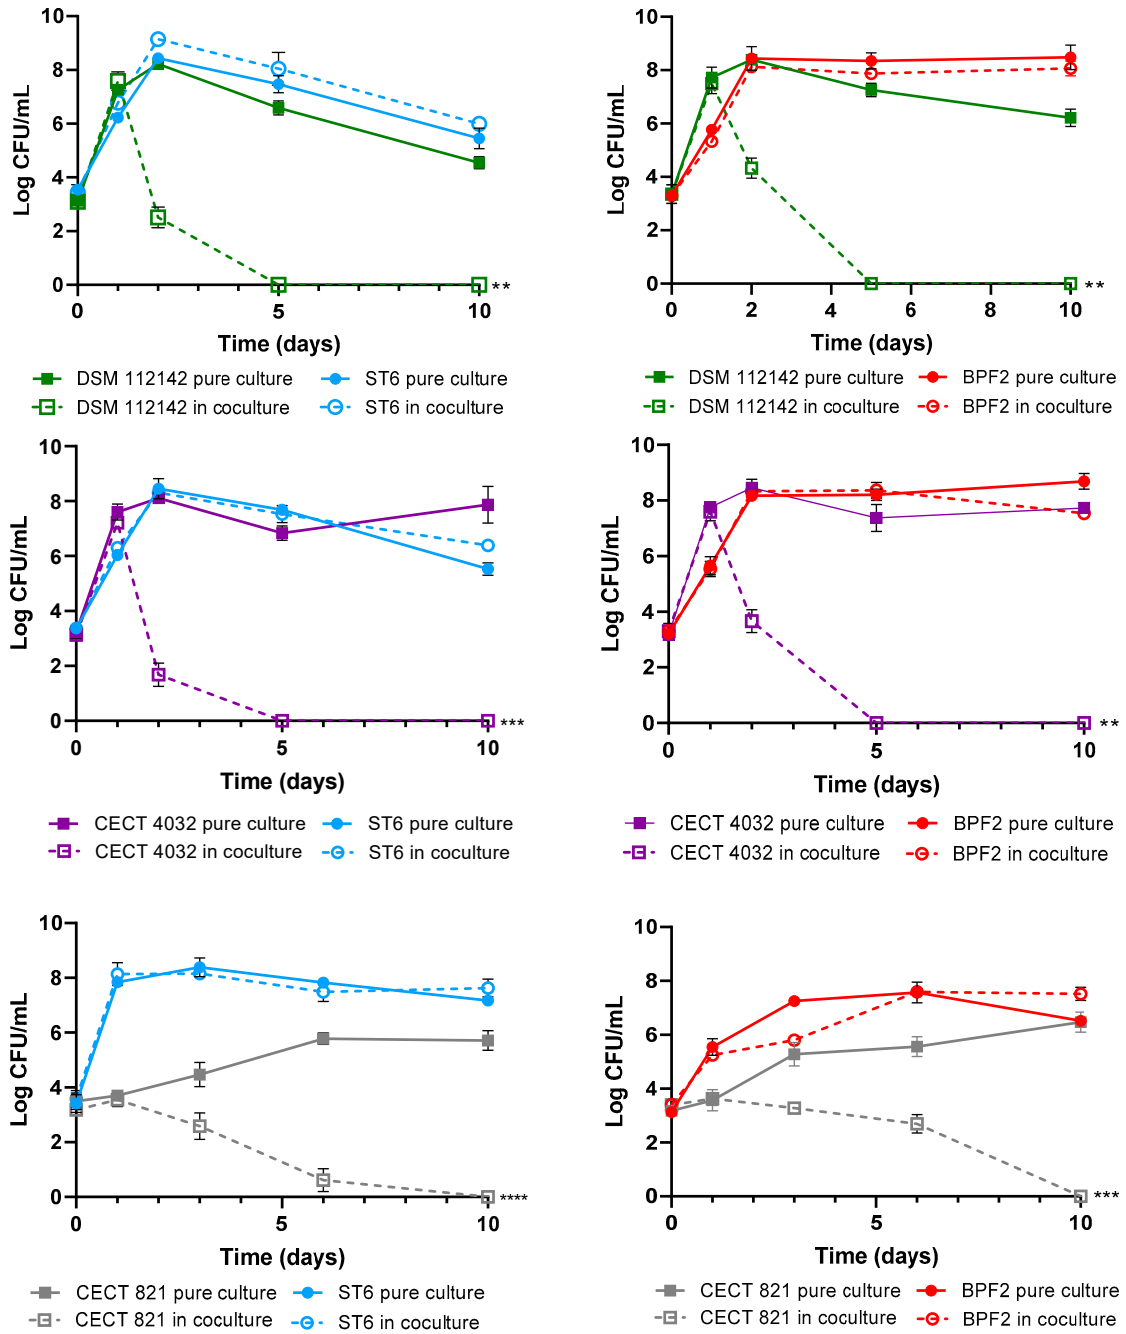 10
8
6
4
2
0
Log CFU/mL
0
5
10
**
Time (days)
DSM 112142 pure culture
ST6 pure culture
DSM 112142 in coculture
ST6 in coculture
10
8
6
4
2
0
Log CFU/mL
0
2
4
6
8
10
**
Time (days)
DSM 112142 pure culture
BPF2 pure culture
DSM 112142 in coculture
BPF2 in coculture
10
8
6
4
2
0
Log CFU/mL
0
5
10
***
Time (days)
CECT 4032 pure culture
ST6 pure culture
CECT 4032 in coculture
ST6 in coculture
10
8
6
4
2
0
Log CFU/mL
0
5
10
**
Time (days)
CECT 4032 pure culture
BPF2 pure culture
CECT 4032 in coculture
BPF2 in coculture
10
8
6
4
2
0
Log CFU/mL
0
5
10
****
Time (days)
CECT 821 pure culture
ST6 pure culture
CECT 821 in coculture
ST6 in coculture
10
8
6
4
2
0
Log CFU/mL
0
5
10
***
Time (days)
CECT 821 pure culture
BPF2 pure culture
CECT 821 in coculture
BPF2 in coculture